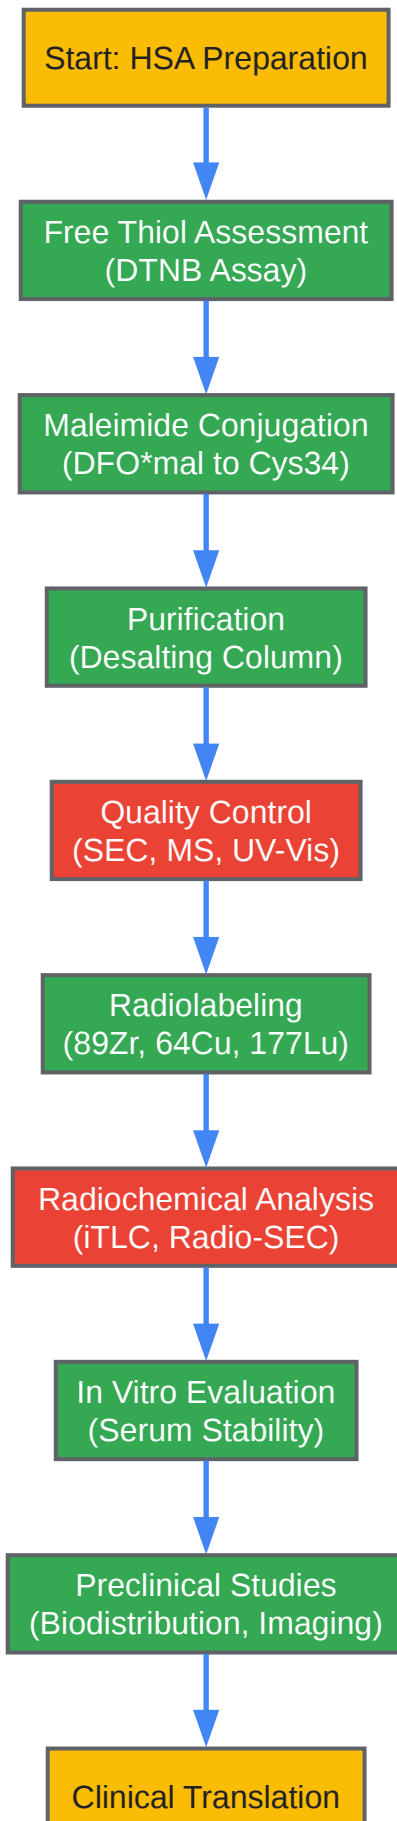 Start: HSA Preparation
Free Thiol Assessment
(DTNB Assay)
Maleimide Conjugation
(DFO*mal to Cys34)
Purification
(Desalting Column)
Quality Control
(SEC, MS, UV-Vis)
Radiolabeling
(89Zr, 64Cu, 177Lu)
Radiochemical Analysis
(iTLC, Radio-SEC)
In Vitro Evaluation
(Serum Stability)
Preclinical Studies
(Biodistribution, Imaging)
Clinical Translation